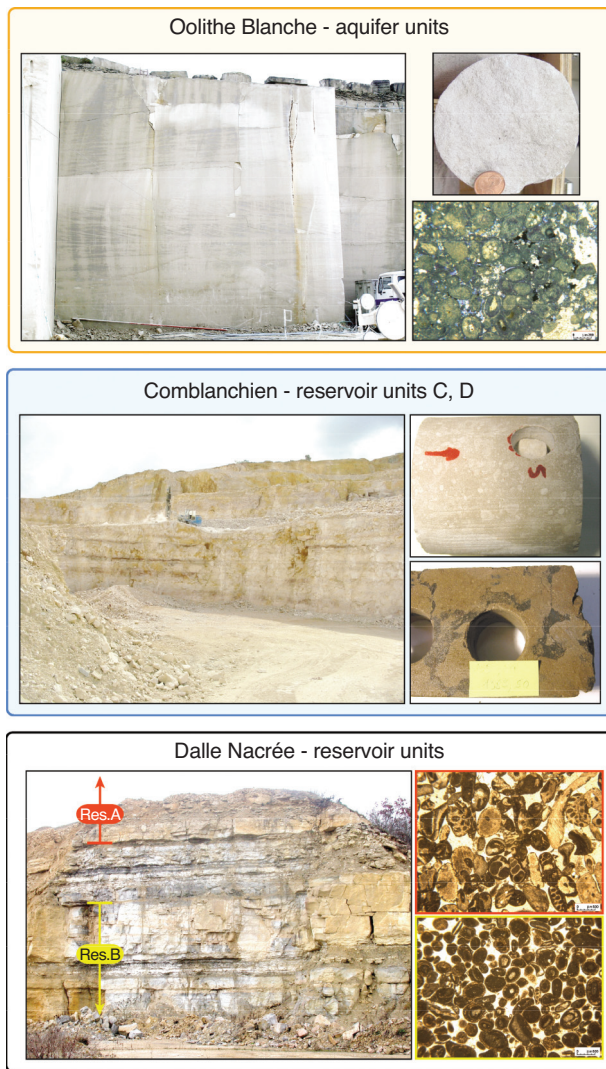 Oolithe Blanche - aquifer units
Comblanchien - reservoir units C, D
S
Dalle Nacrée - reservoir units
Res.A
Res.B